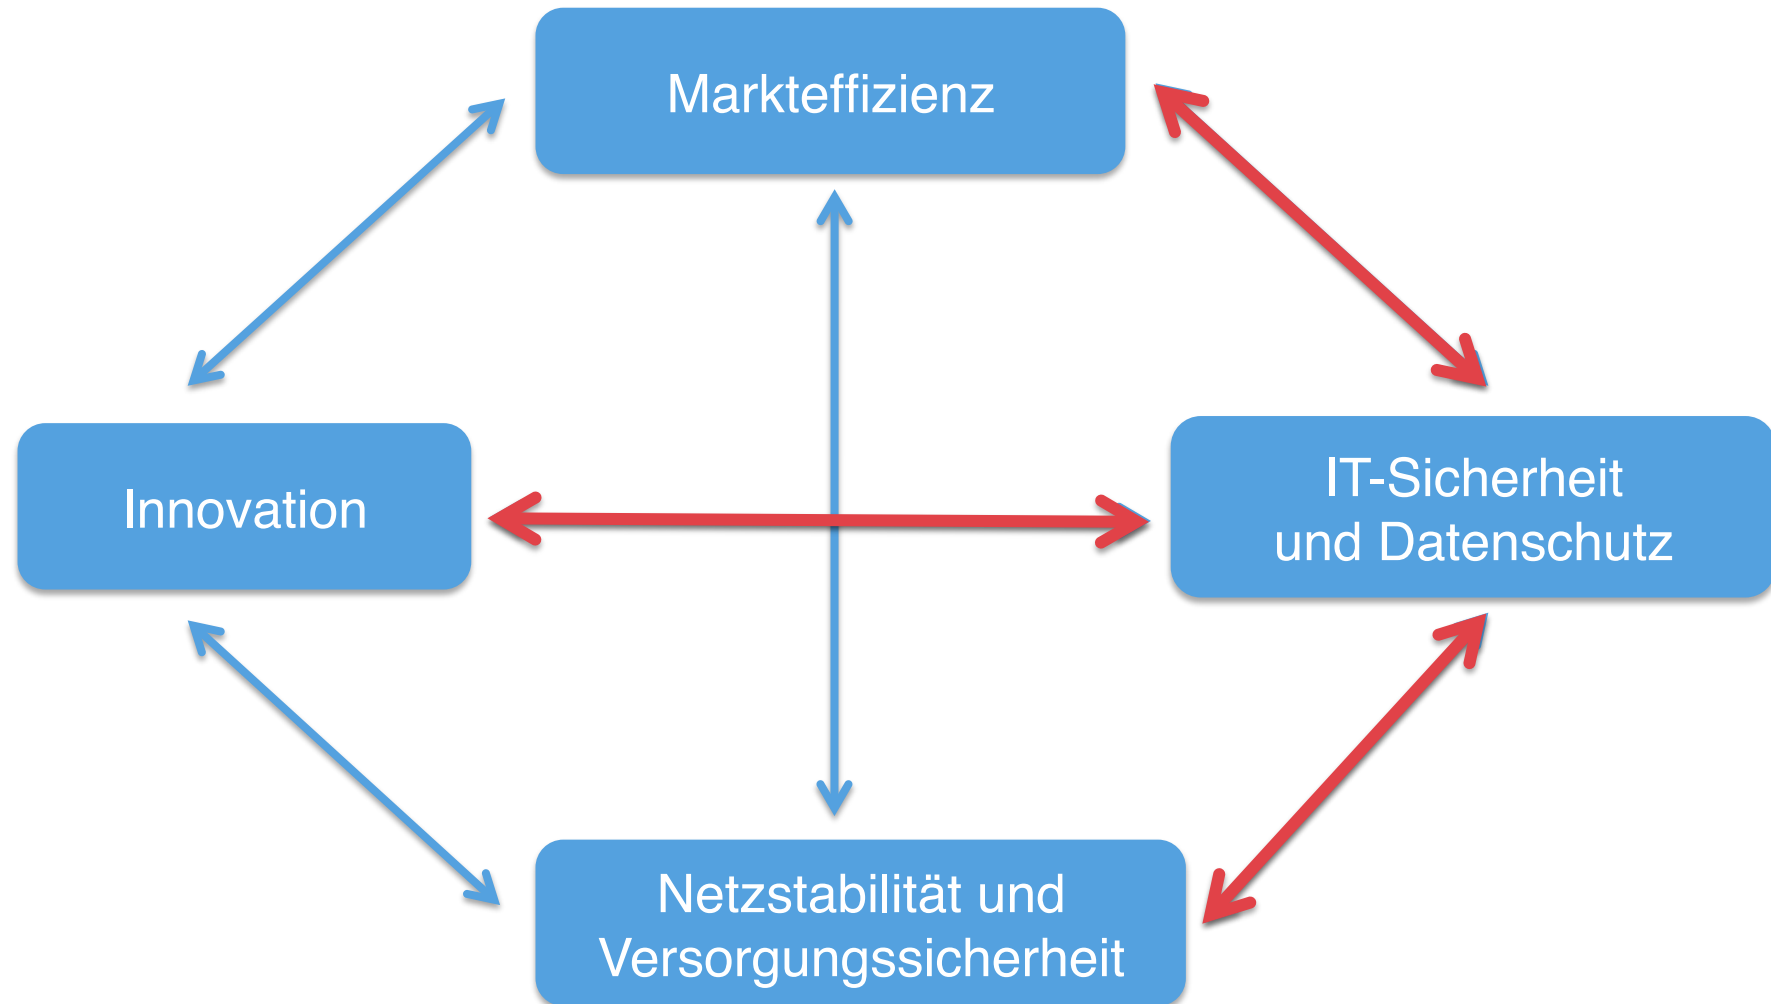 Markteffizienz
Innovation
IT-Sicherheit
und Datenschutz
Netzstabilität und
Versorgungssicherheit